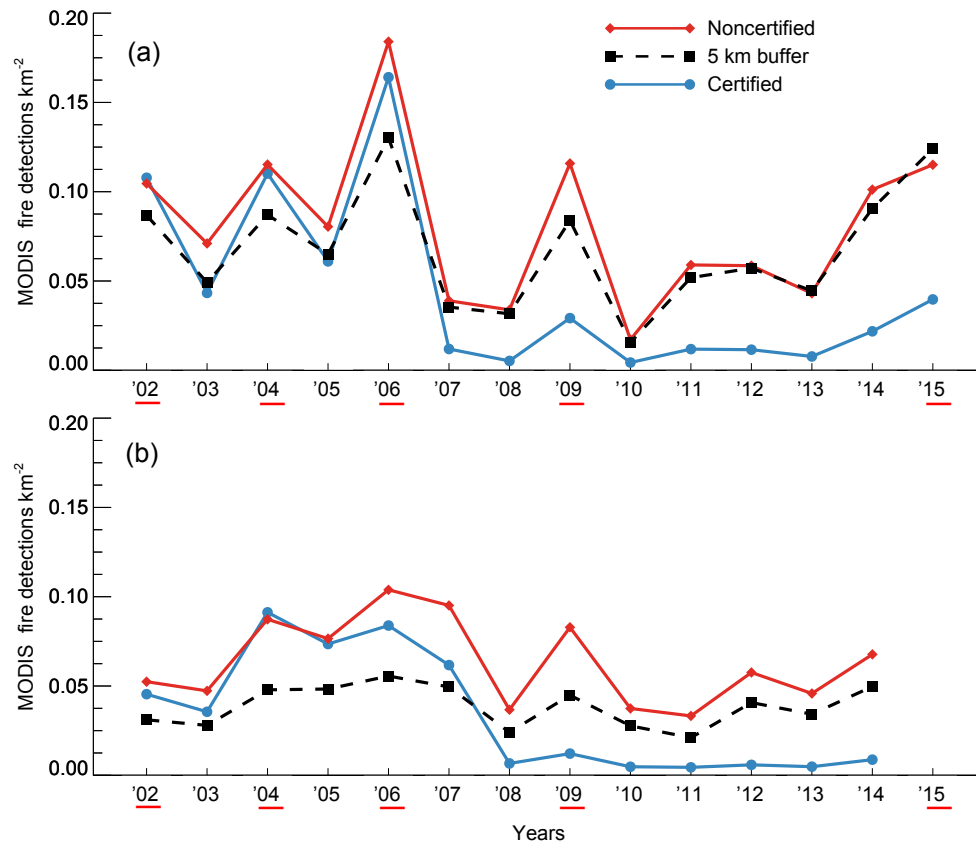 0.20
(a)
Noncertified
5 km buffer
Certified
0.15
0.10
0.05
0.00
MODIS fire detections km-2
'02 '03 '04 '05 '06 '07 '08 '09 '10 '11 '12 '13 '14 '15
0.20
(b)
0.15
0.10
0.05
0.00
MODIS fire detections km-2
'02 '03 '04 '05 '06 '07 '08 '09 '10 '11 '12 '13 '14 '15
Years